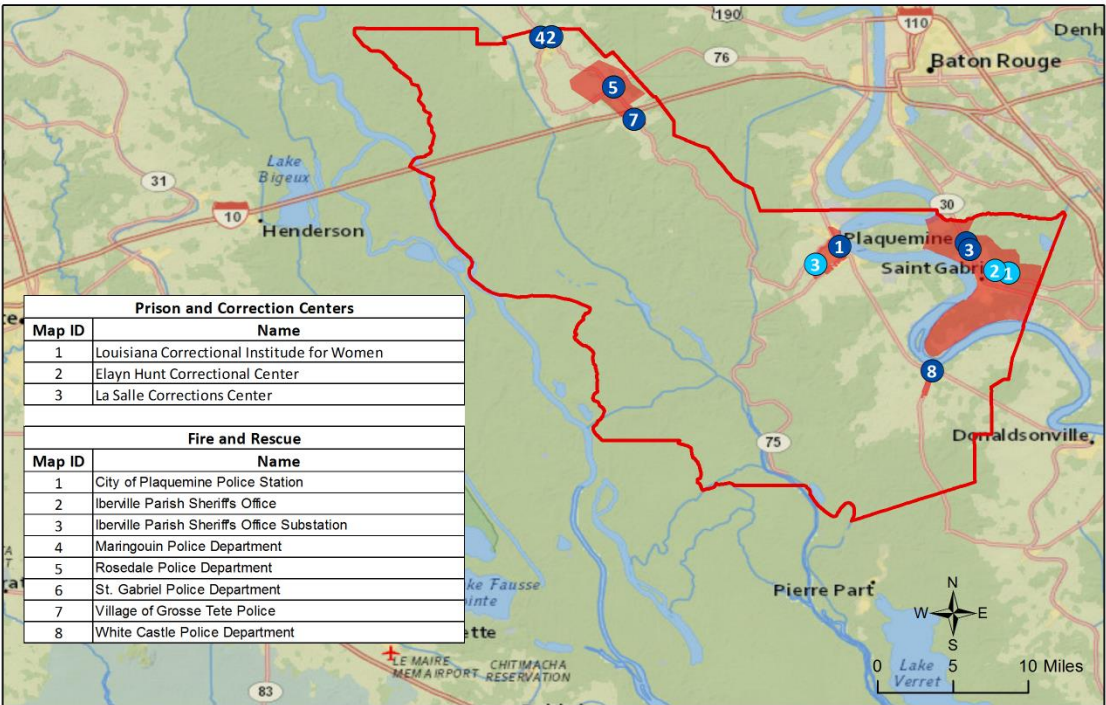 190
110
Denh
76
Baton Rouge
42
5
7
Lake
Bigeux
31
10
Henderson
30
1
Plaquemine
3
3
Saint Gabri
2
1
8
Prison and Correction Centers
Map ID Name
1 Louisiana Correctional Institude for Women
2 Elayn Hunt Correctional Center
3 La Salle Corrections Center
Fire and Rescue
Map ID Name
1 City of Plaquemine Police Station
2 Iberville Parish Sheriff's Office
3 Iberville Parish Sheriff's Office Substation
4 Maringouin Police Department
5 Rosedale Police Department
6 St. Gabriel Police Department
7 Village of Grosse Tete Police
8 White Castle Police Department
75
Donaldsonville
ke Fausse
ointe
Pierre Part
N
W E
S
ette
LE MAIRE
MEM AIRPORT
CHITIMACHA
RESERVATION
83
Lake
Verret
0 5 10 Miles